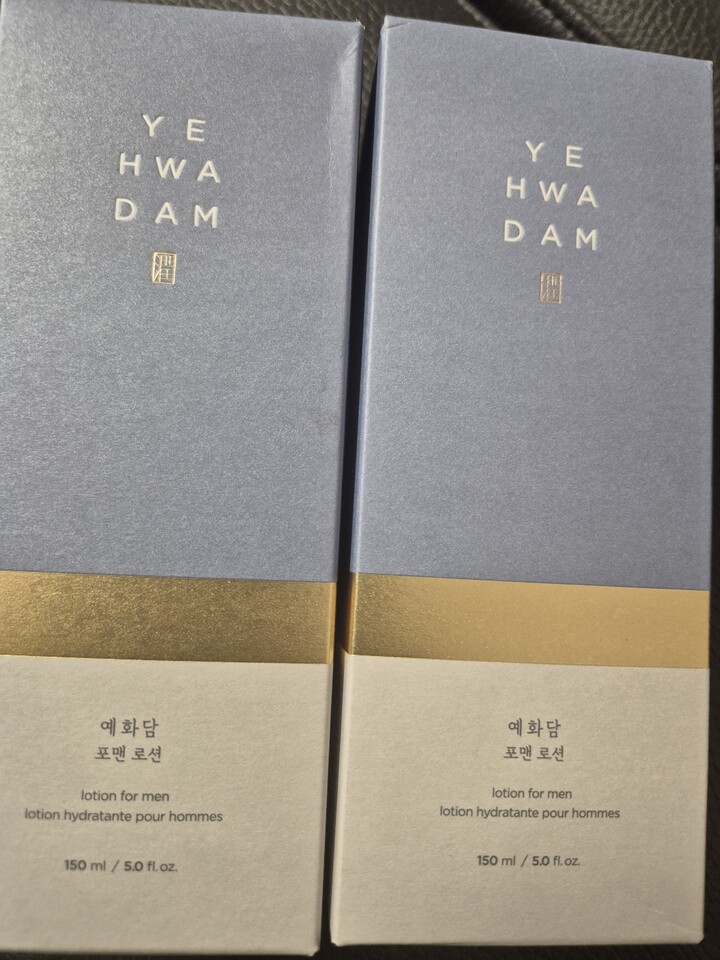 YE
HWA
DAM
예화담
포맨 로션
lotion for men
lotion hydratante pour hommes
150 ml / 5.0 fl.oz.
YE
HWA
DAM
예화담
포맨 로션
lotion for men
lotion hydratante pour hommes
150 ml / 5.0 fl.oz.